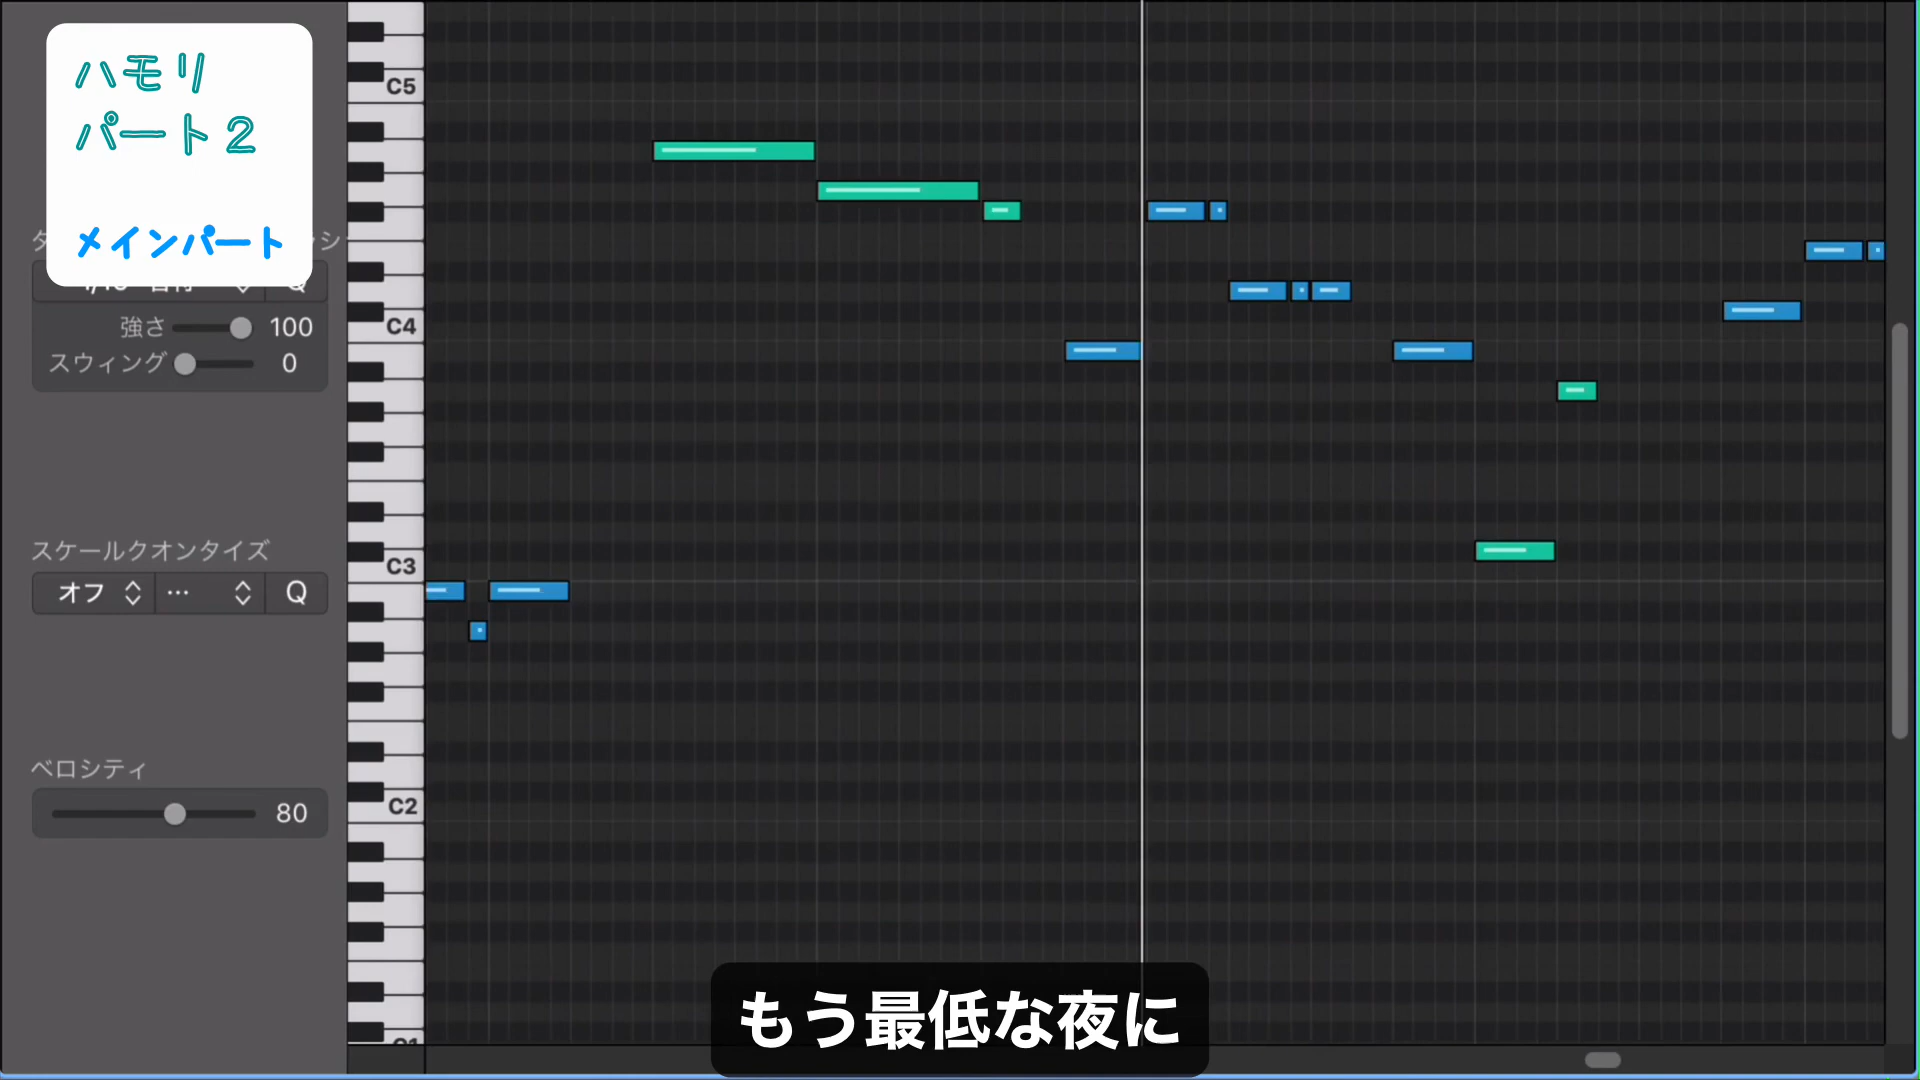 ハモリ
パート2
メインパート
C5
強さ 100
C4
スウィング 0
スケールクオンタイズ
C3
オフ … Q
ベロシティ
C2
80
もう最低な夜に